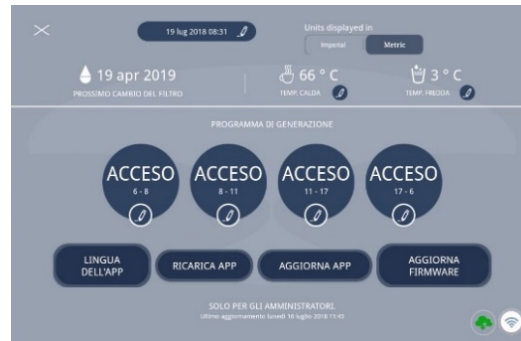 19 lug 2018 08:31
Units displayed in
Imperial
Metric
19 apr 2019
PROSSIMO CAMBIO DEL FILTRO
66 ° C
TEMP. CALDA
3 ° C
TEMP. FREDDA
PROGRAMMA DI GENERAZIONE
ACCESO
6 - 8
ACCESO
8 - 11
ACCESO
11 - 17
ACCESO
17 - 6
LINGUA
DELL'APP
RICARICA APP
AGGIORNA APP
AGGIORNA
FIRMWARE
SOLO PER GLI AMMINISTRATORI.
Ultimo aggiornamento lunedì 16 luglio 2018 11:45